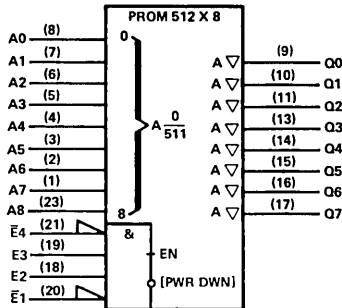 PROM 512 X 8
A0 (8) 0
A1 (7)
A2 (6)
A3 (5)
A4 (4)
A5 (3)
A6 (2)
A7 (1)
A8 (23) 8
A 0/511
A ▽ (9) Q0
A ▽ (10) Q1
A ▽ (11) Q2
A ▽ (13) Q3
A ▽ (14) Q4
A ▽ (15) Q5
A ▽ (16) Q6
A ▽ (17) Q7
E̅4 (21) &
E3 (19) EN
E2 (18)
E̅1 (20) [PWR DWN]